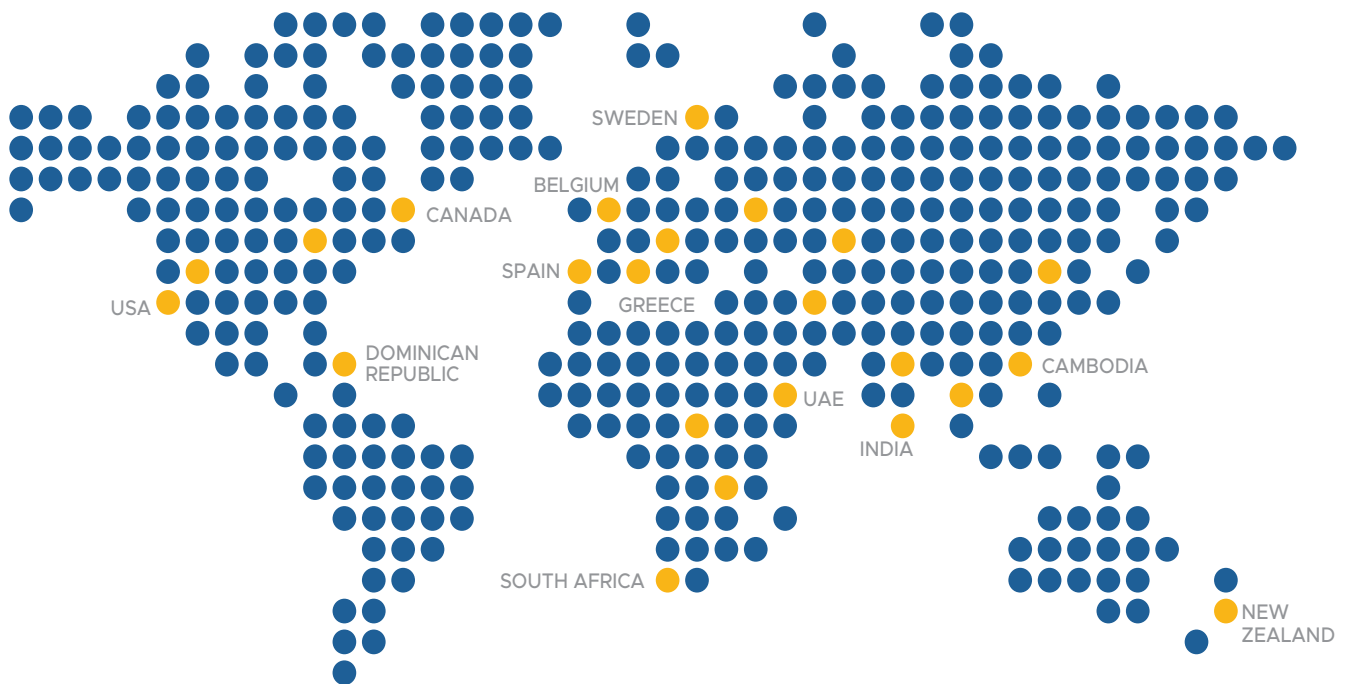 SWEDEN
BELGIUM
CANADA
SPAIN
USA
GREECE
DOMINICAN
REPUBLIC
CAMBODIA
UAE
INDIA
SOUTH AFRICA
NEW
ZEALAND